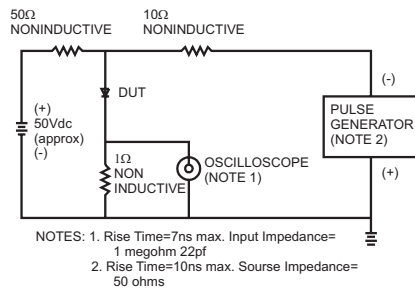 50Ω
NONINDUCTIVE
10Ω
NONINDUCTIVE
DUT
(+)
50Vdc
(approx)
(-)
1Ω
NON
INDUCTIVE
OSCILLOSCOPE
(NOTE 1)
(-)
PULSE
GENERATOR
(NOTE 2)
(+)
NOTES: 1. Rise Time=7ns max. Input Impedance=
1 megohm 22pf
2. Rise Time=10ns max. Sourse Impedance=
50 ohms